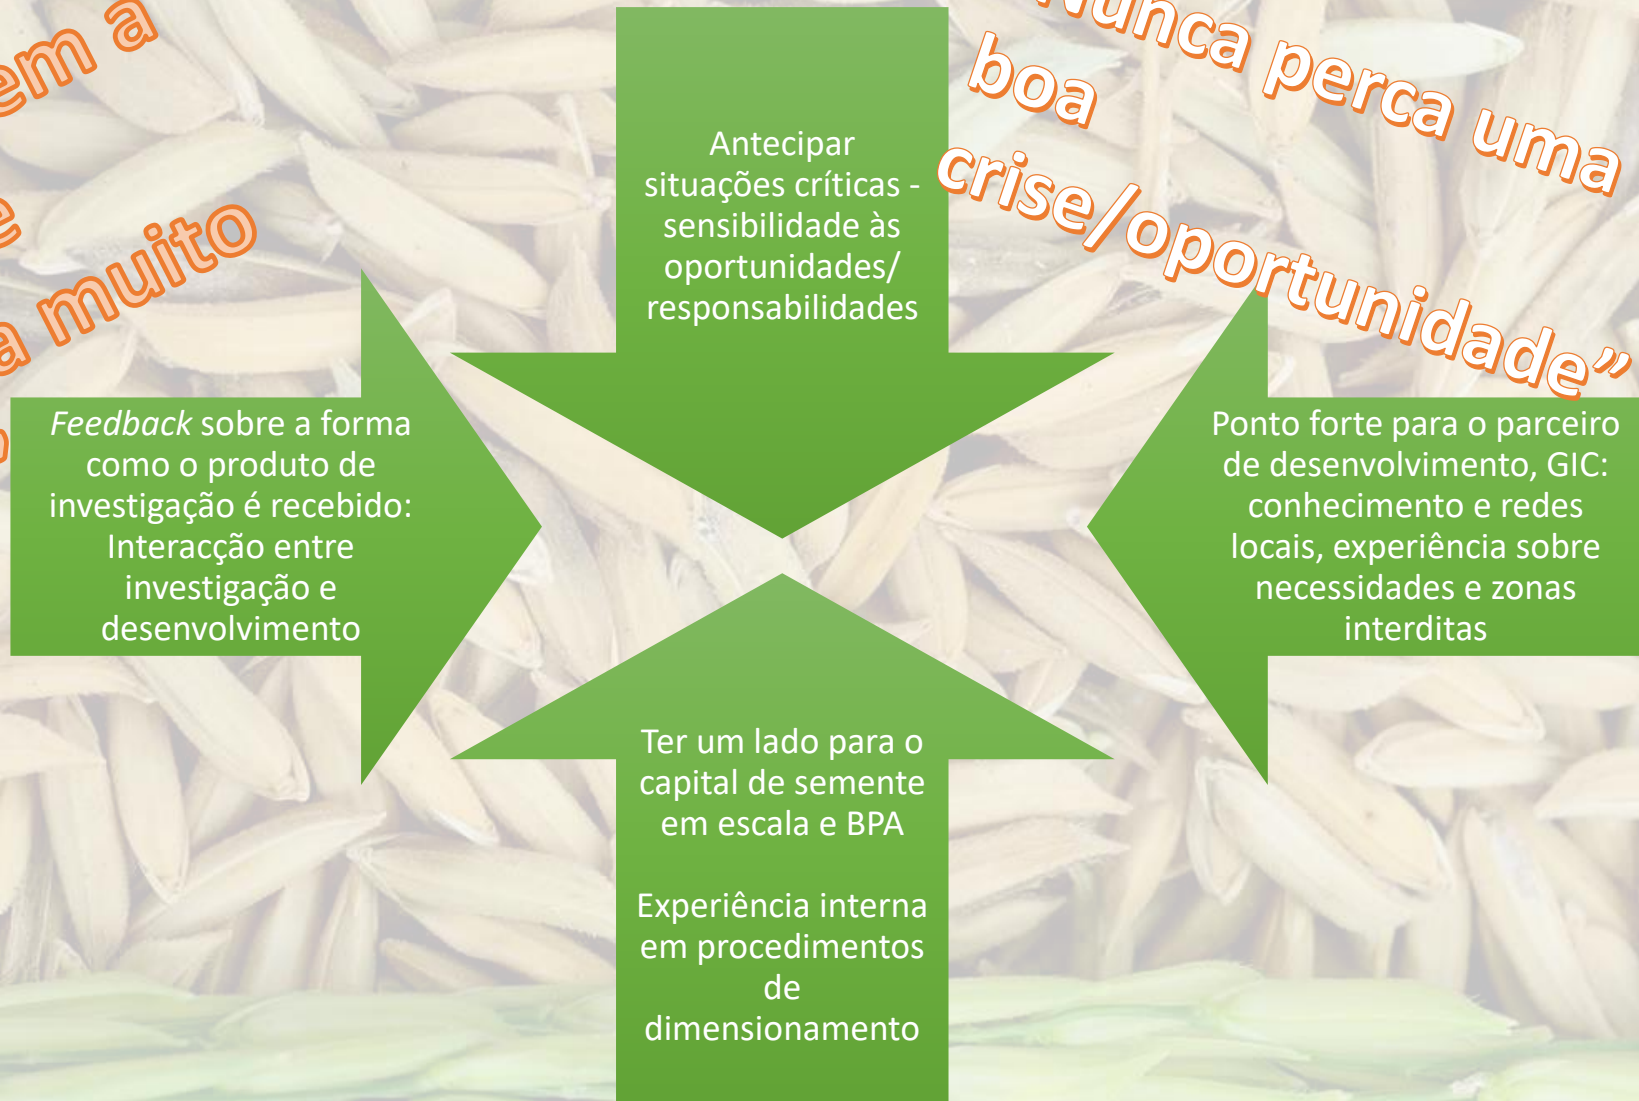 em a
muito
Nunca perca uma
boa
crise/oportunidade”
Antecipar
situações críticas -
sensibilidade às
oportunidades/
responsabilidades
Feedback sobre a forma
como o produto de
investigação é recebido:
Interacção entre
investigação e
desenvolvimento
Ponto forte para o parceiro
de desenvolvimento, GIC:
conhecimento e redes
locais, experiência sobre
necessidades e zonas
interditas
Ter um lado para o
capital de semente
em escala e BPA
Experiência interna
em procedimentos
de
dimensionamento